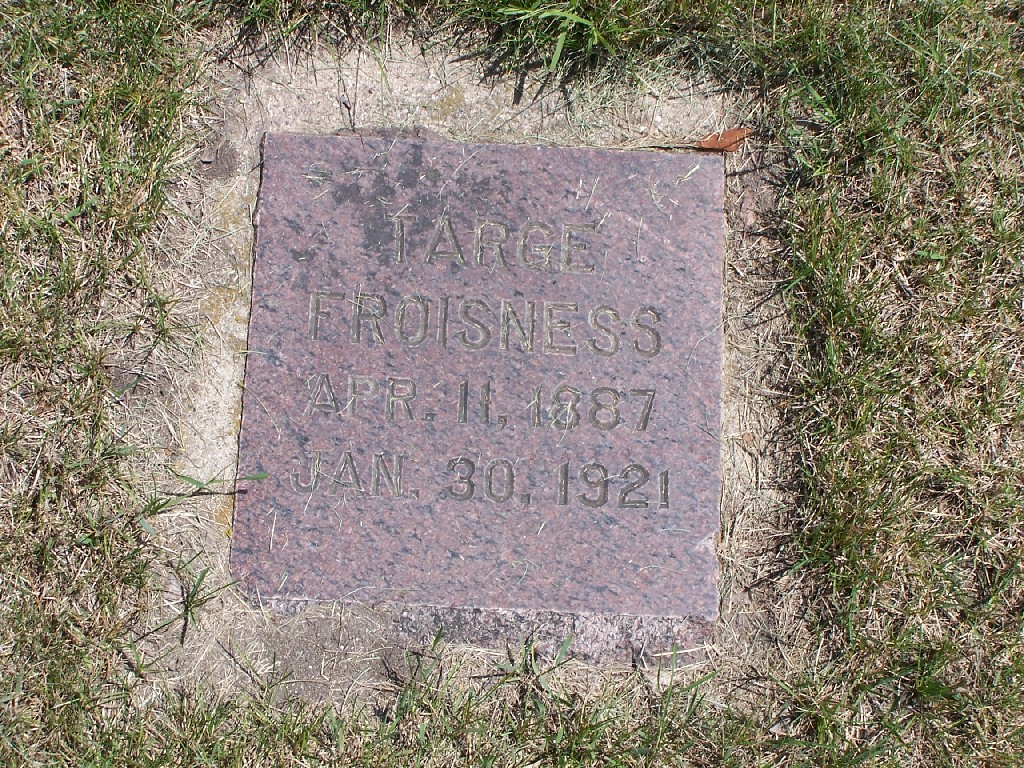 TARGE
FROISNESS
APR. 11, 1887
JAN. 30, 1921